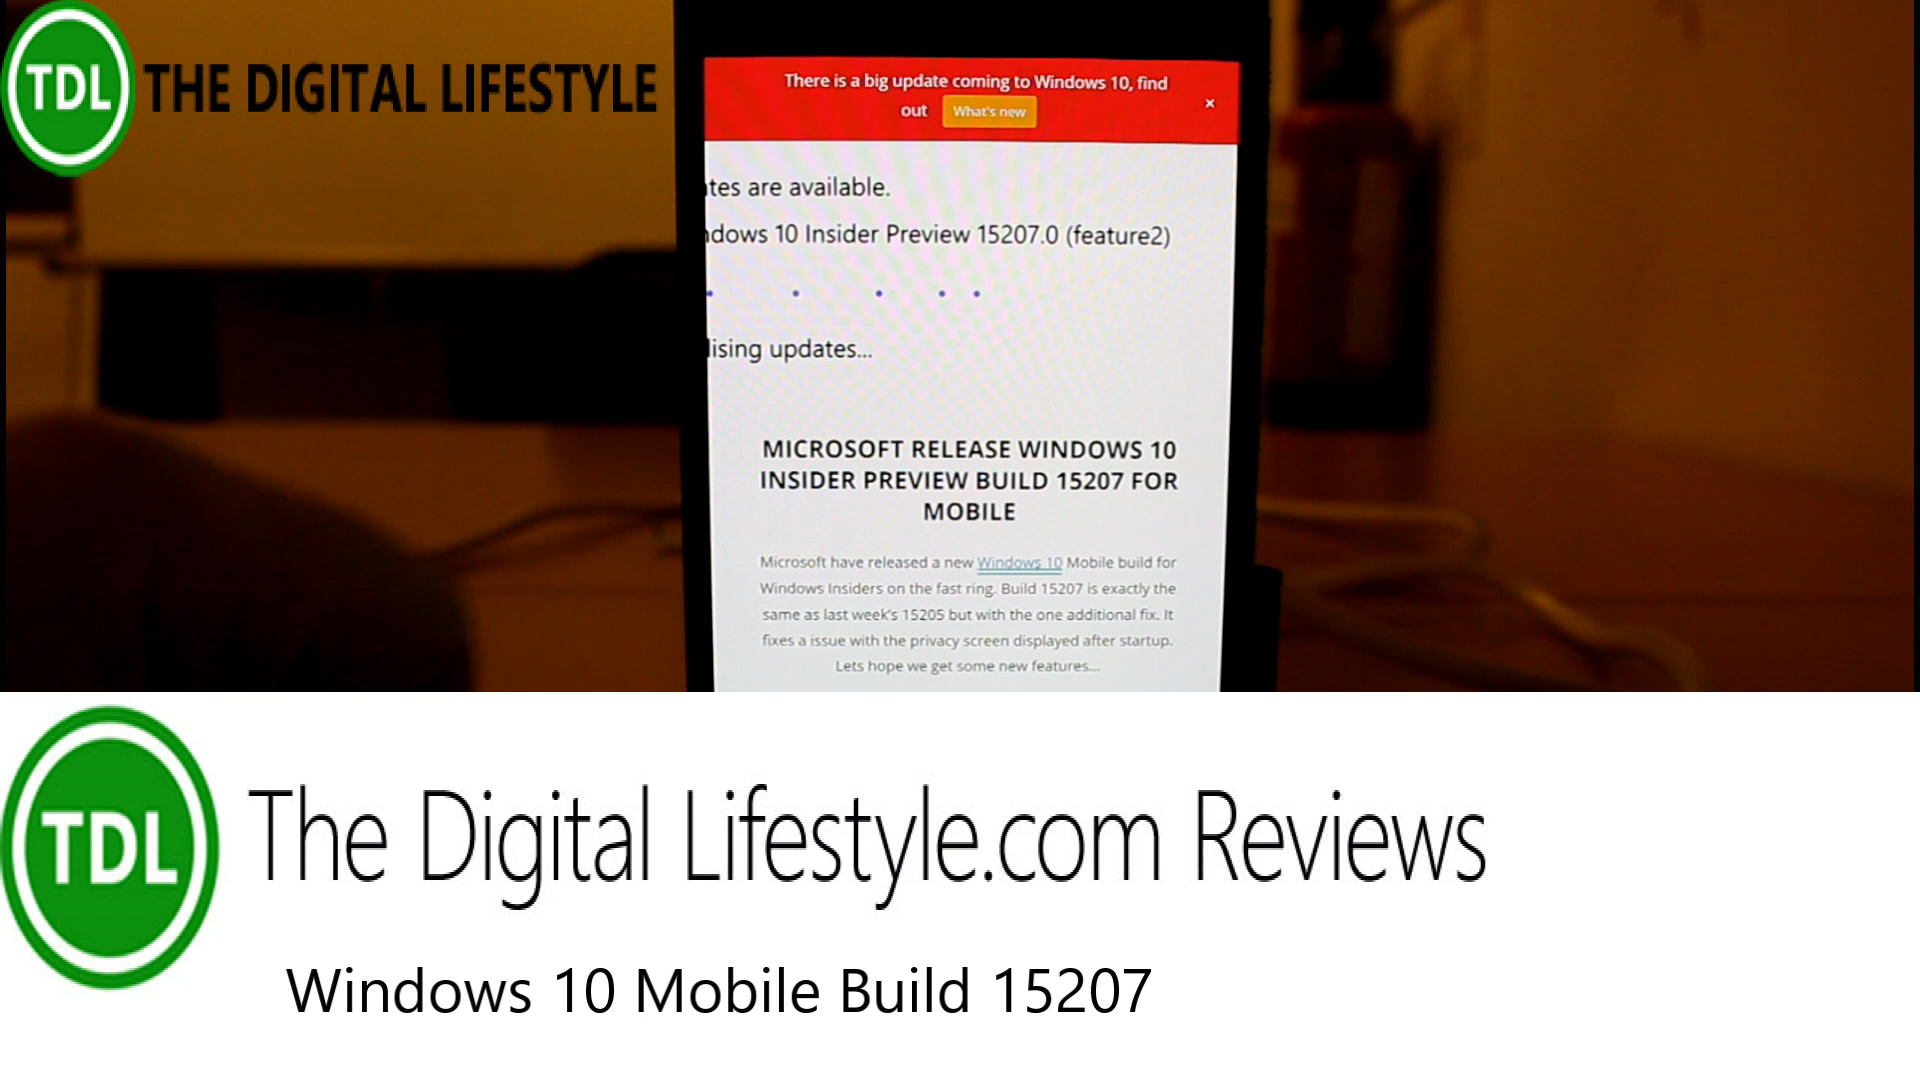 TDL THE DIGITAL LIFESTYLE
There is a big update coming to Windows 10, find
out What's new ×
tes are available.
dows 10 Insider Preview 15207.0 (feature2)
ising updates...
MICROSOFT RELEASE WINDOWS 10
INSIDER PREVIEW BUILD 15207 FOR
MOBILE
Microsoft have released a new Windows 10 Mobile build for
Windows Insiders on the fast ring. Build 15207 is exactly the
same as last week's 15205 but with the one additional fix. It
fixes a issue with the privacy screen displayed after startup.
Lets hope we get some new features...
TDL The Digital Lifestyle.com Reviews
Windows 10 Mobile Build 15207